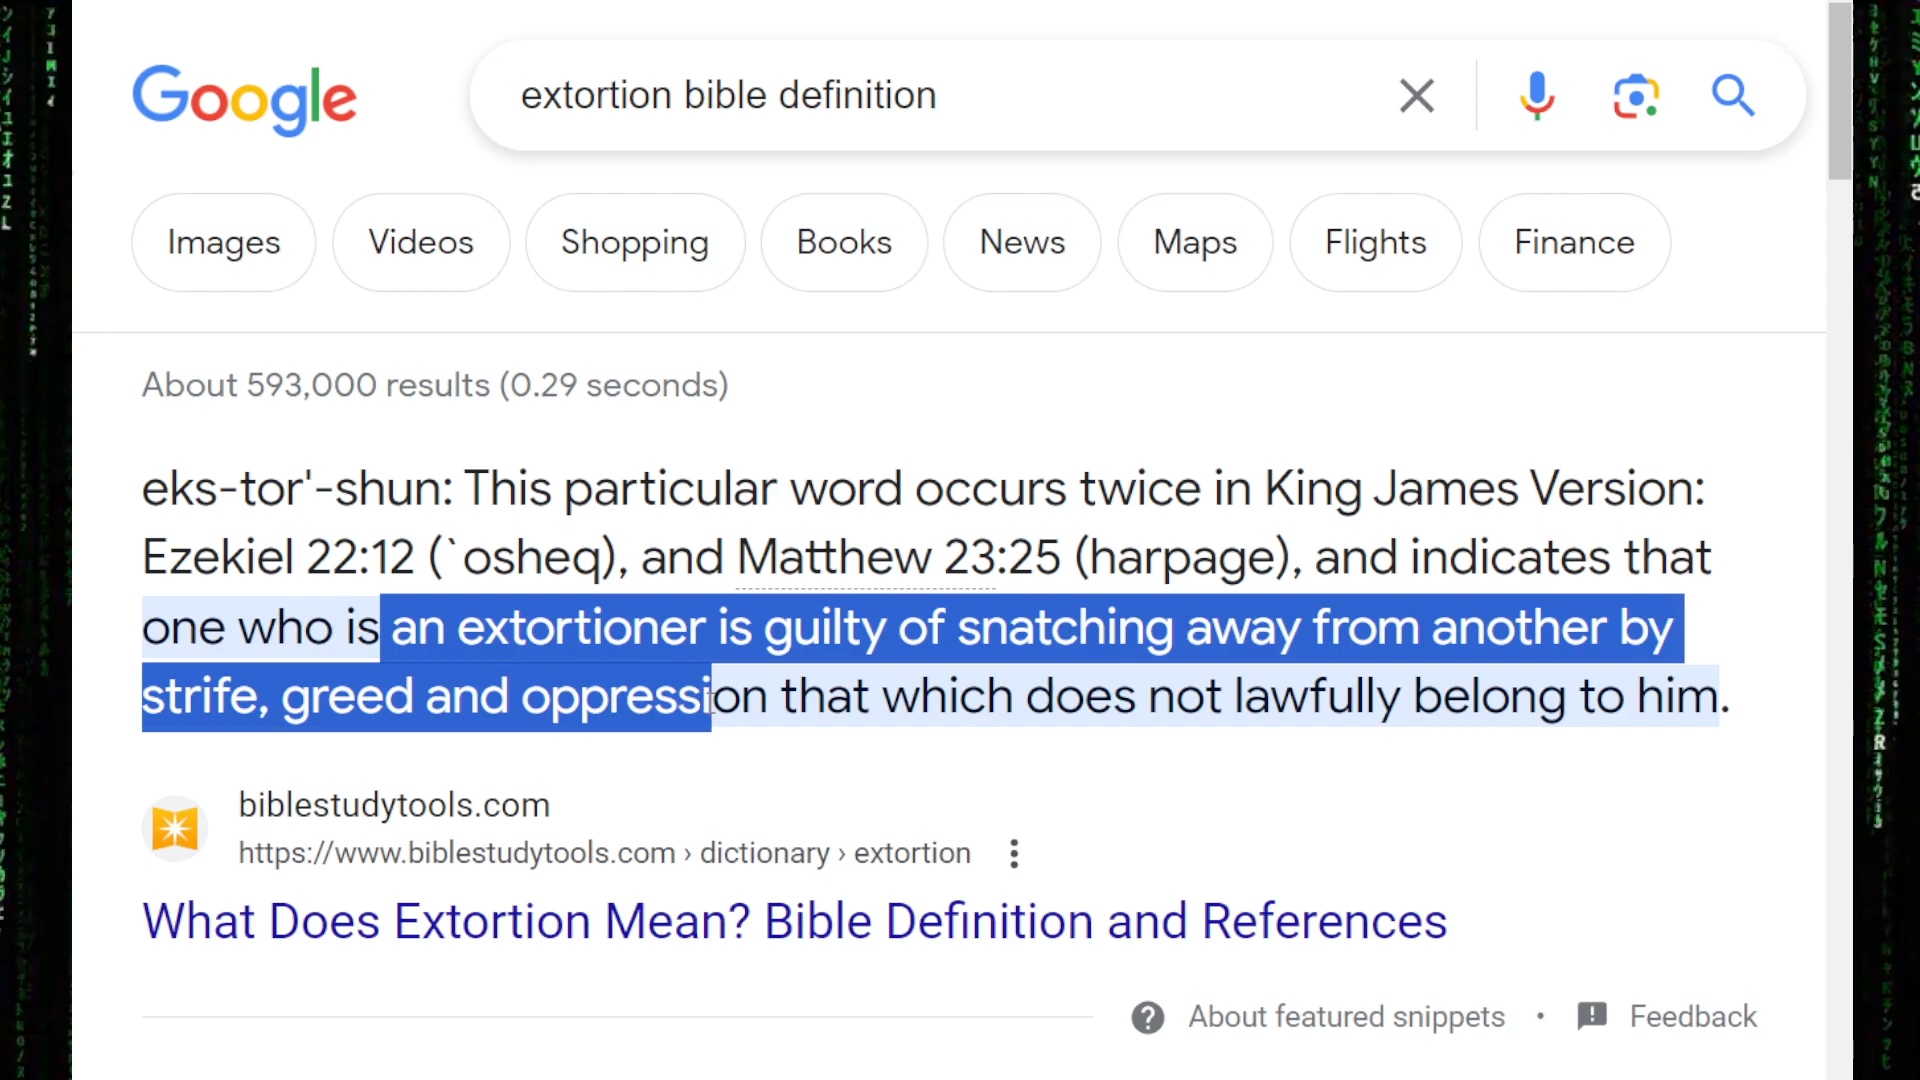 Google
extortion bible definition
Images Videos Shopping Books News Maps Flights Finance
About 593,000 results (0.29 seconds)
eks-tor'-shun: This particular word occurs twice in King James Version:
Ezekiel 22:12 (`osheq), and Matthew 23:25 (harpage), and indicates that
one who is an extortioner is guilty of snatching away from another by
strife, greed and oppression that which does not lawfully belong to him.
biblestudytools.com
https://www.biblestudytools.com › dictionary › extortion
What Does Extortion Mean? Bible Definition and References
About featured snippets • Feedback